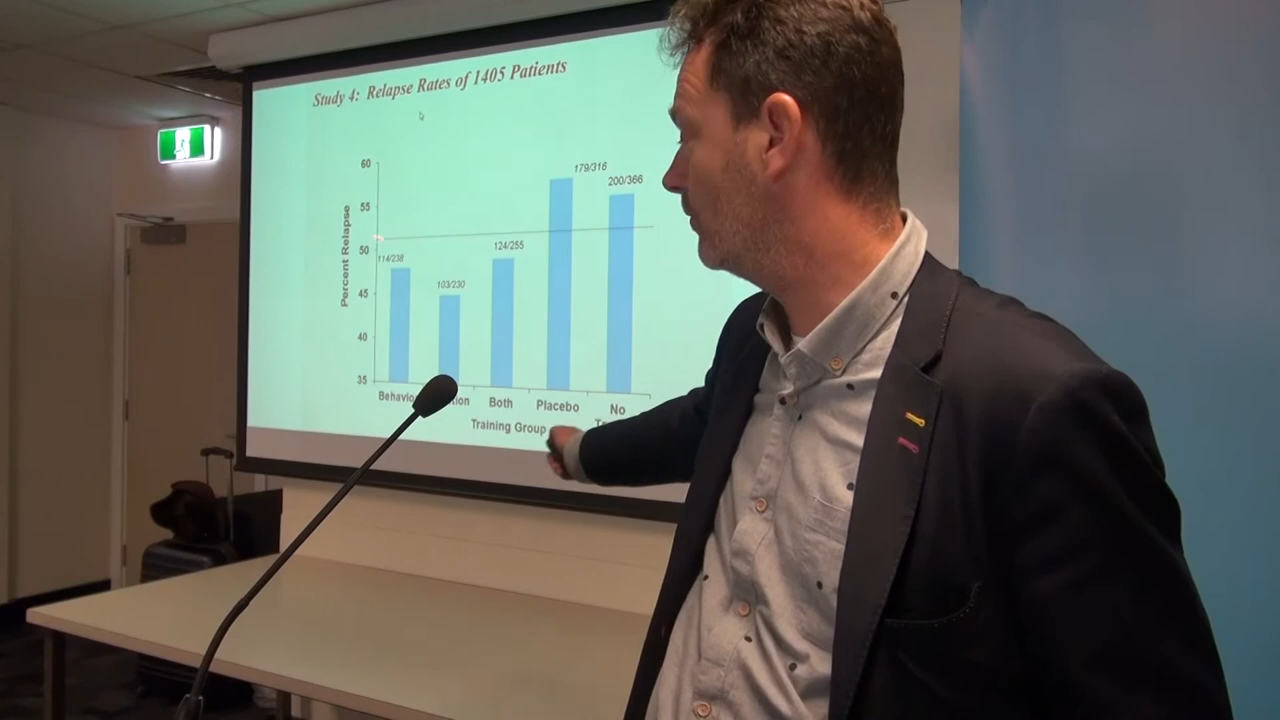 Study 4: Relapse Rates of 1405 Patients
Percent Relapse
60
55
50
45
40
35
114/238
103/230
124/255
179/316
200/366
Both
Placebo
No
Training Group